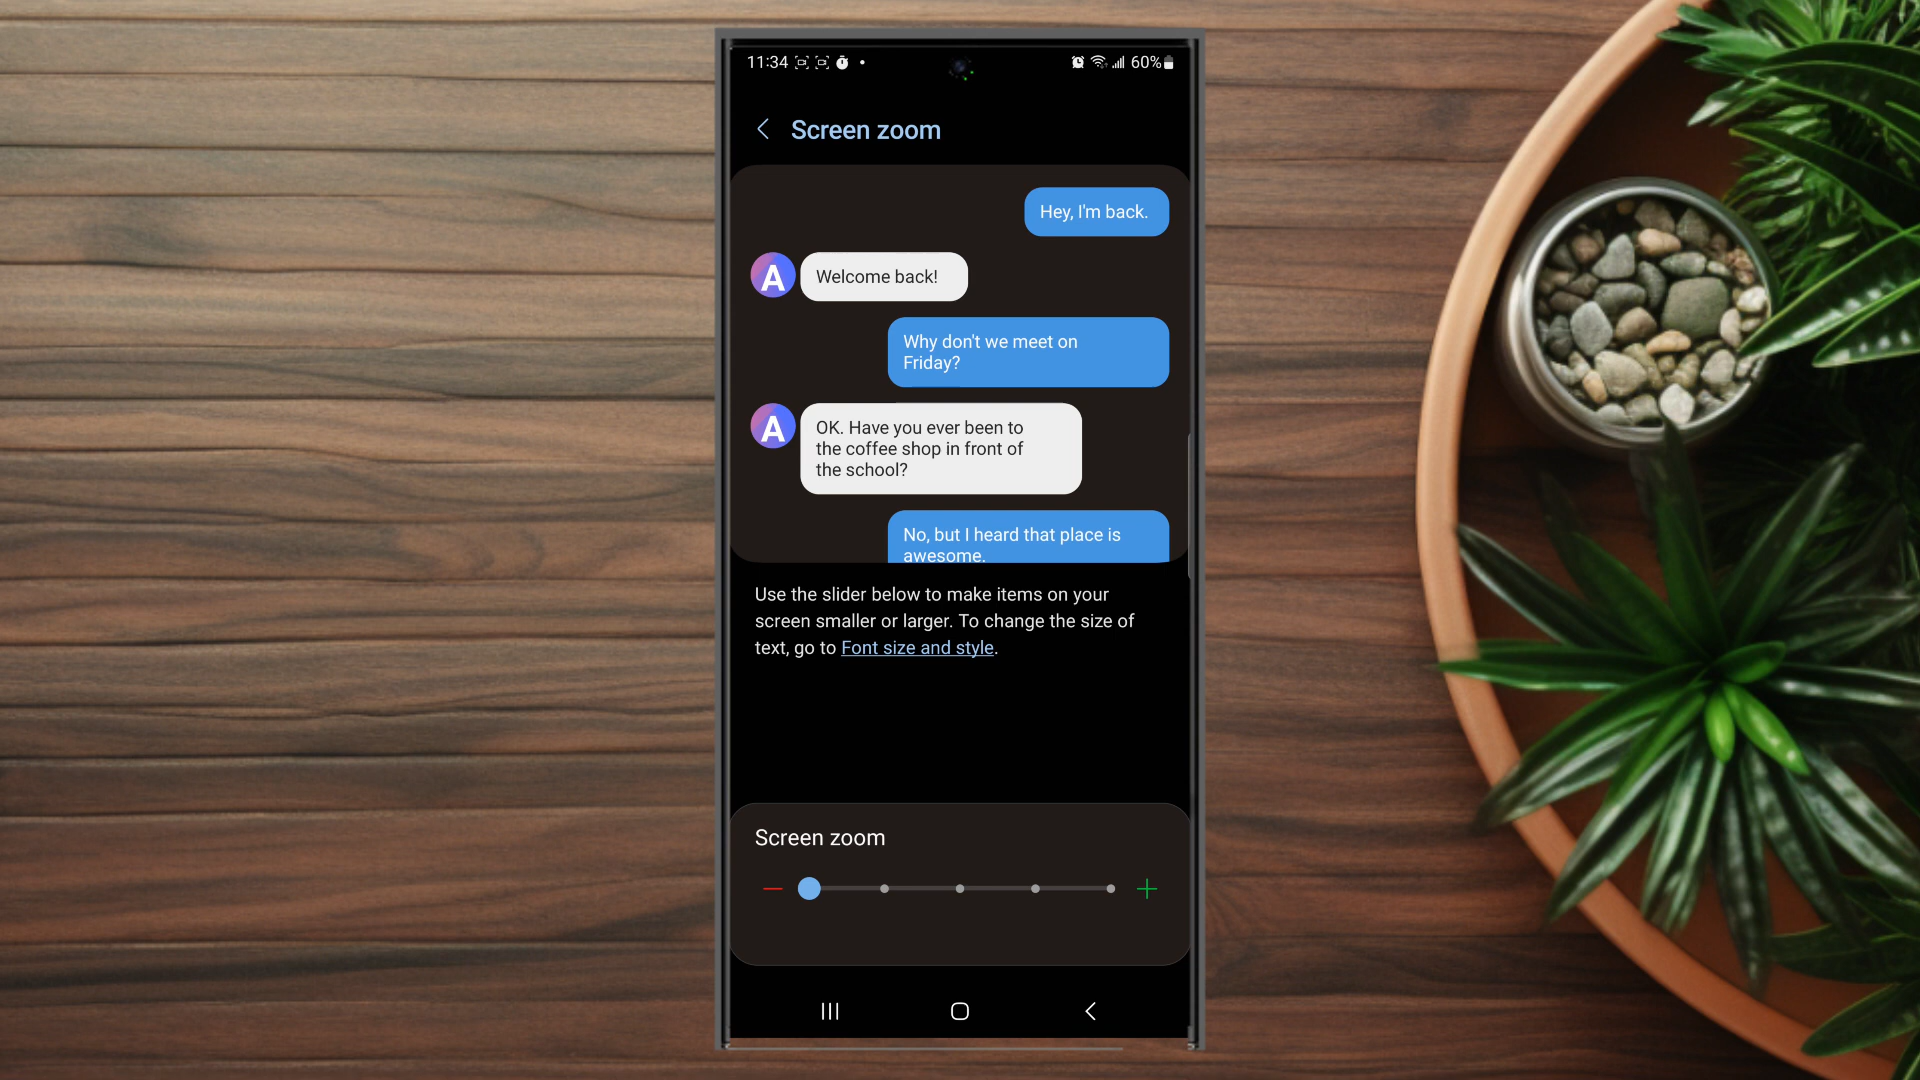 11:34
60%
Screen zoom
Hey, I'm back.
A
Welcome back!
Why don't we meet on
Friday?
A
OK. Have you ever been to
the coffee shop in front of
the school?
No, but I heard that place is
awesome.
Use the slider below to make items on your
screen smaller or larger. To change the size of
text, go to Font size and style.
Screen zoom